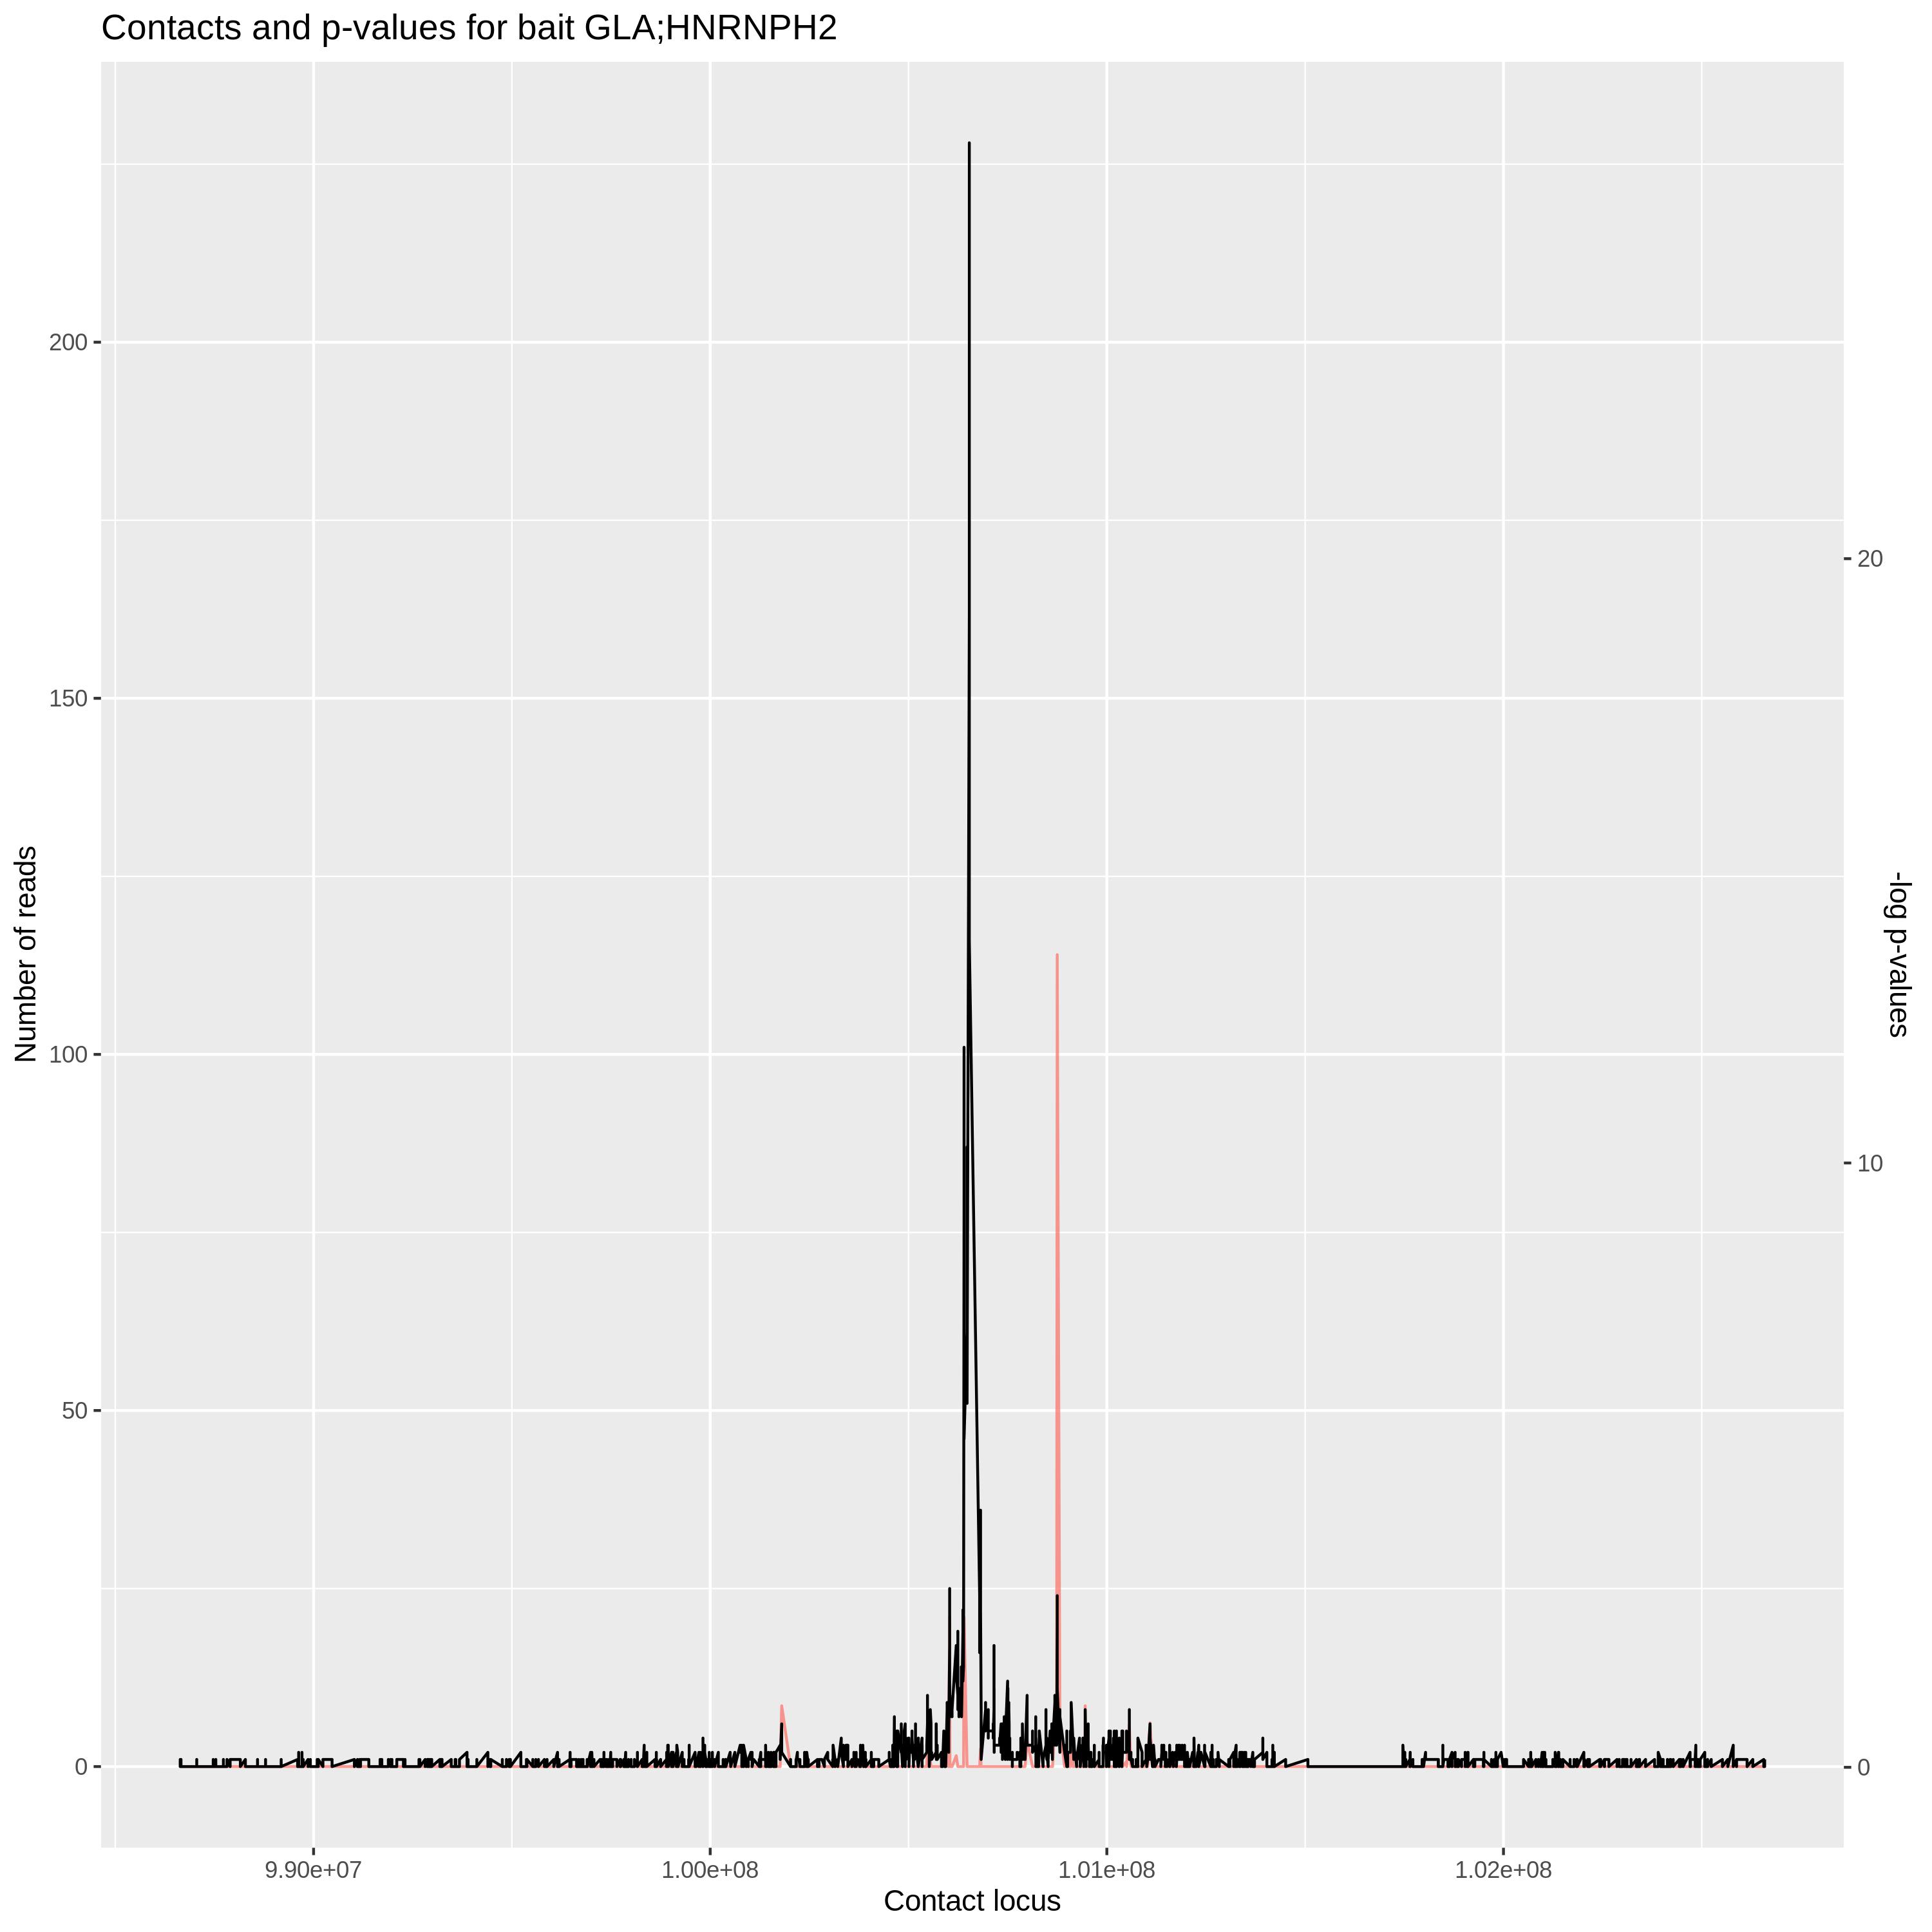 Contacts and p-values for bait GLA;HNRNPH2
200
150
100
50
0
Number of reads
20
10
0
-log p-values
9.90e+07
1.00e+08
1.01e+08
1.02e+08
Contact locus